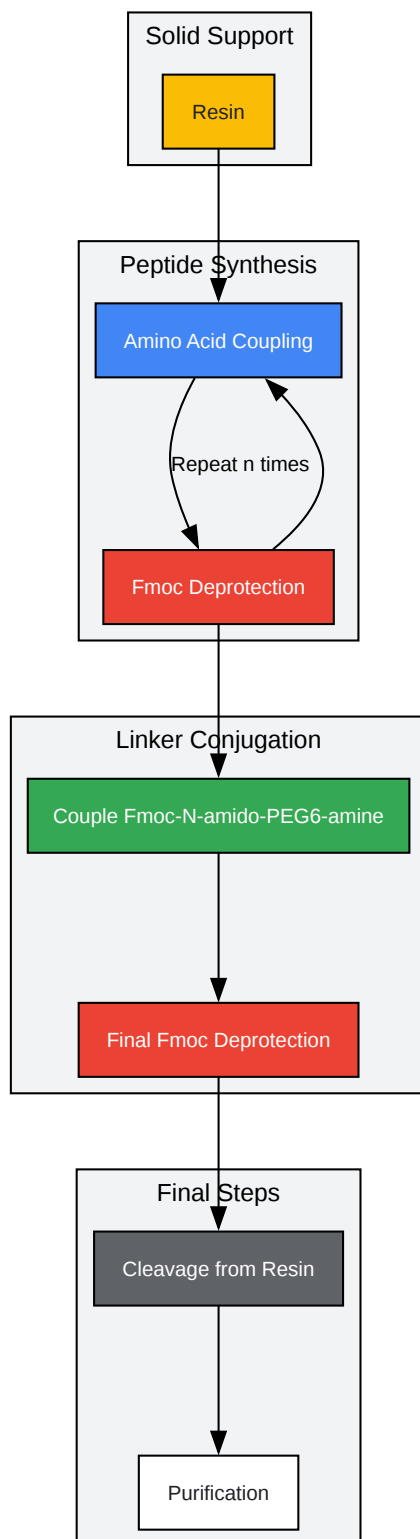 Solid Support
Resin
Peptide Synthesis
Amino Acid Coupling
Repeat n times
Fmoc Deprotection
Linker Conjugation
Couple Fmoc-N-amido-PEG6-amine
Final Fmoc Deprotection
Final Steps
Cleavage from Resin
Purification